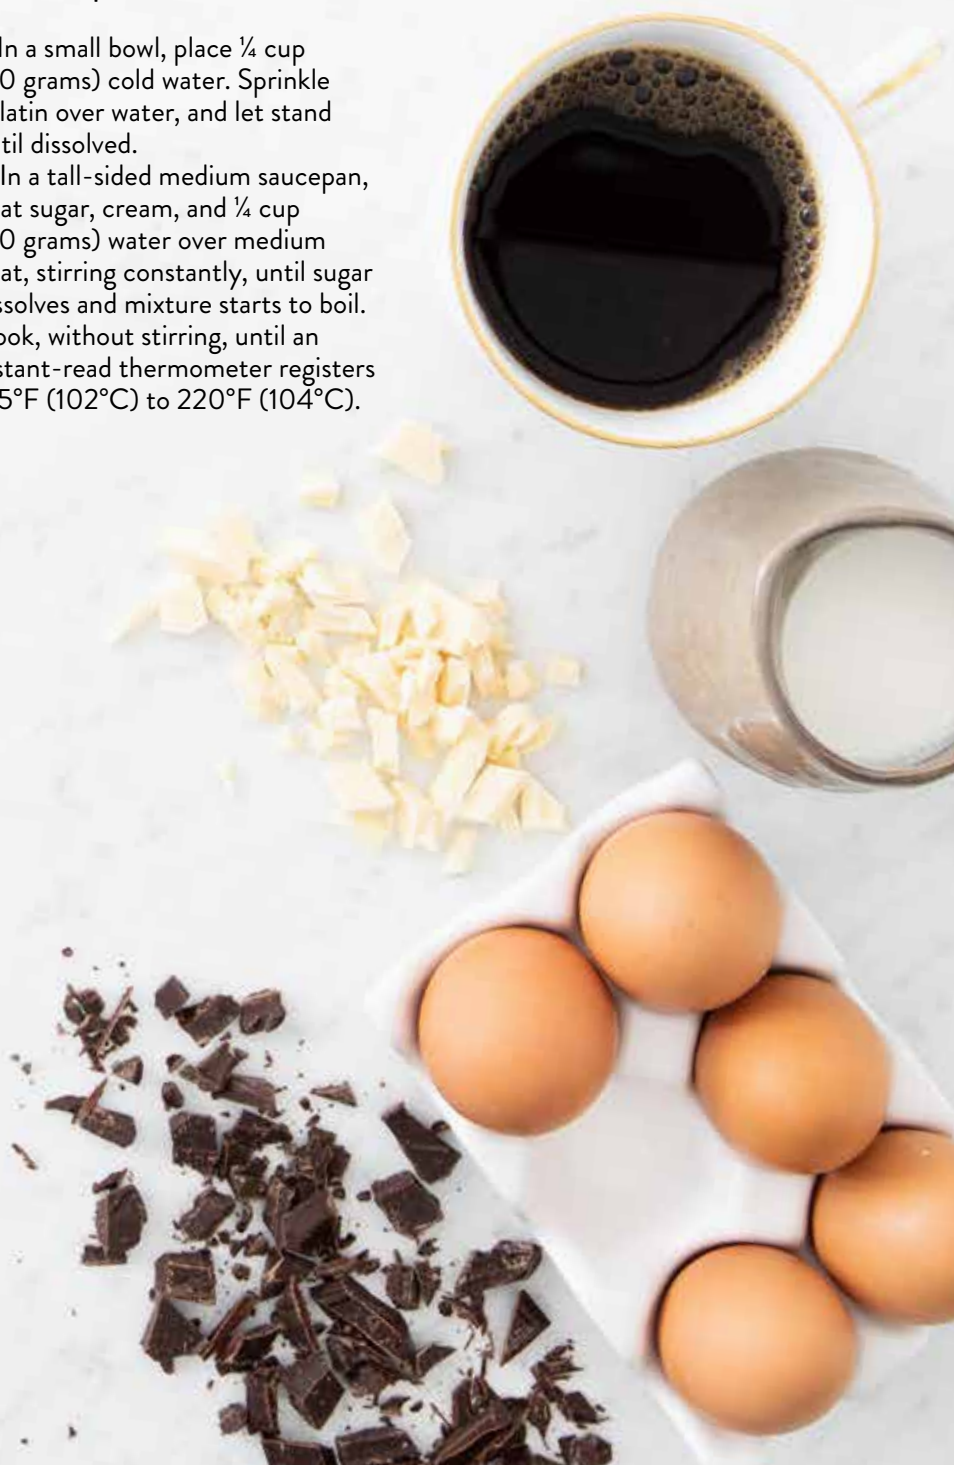 In a small bowl, place ¼ cup
0 grams) cold water. Sprinkle
latin over water, and let stand
til dissolved.
In a tall-sided medium saucepan,
at sugar, cream, and ¼ cup
0 grams) water over medium
at, stirring constantly, until sugar
ssolves and mixture starts to boil.
ook, without stirring, until an
stant-read thermometer registers
5°F (102°C) to 220°F (104°C).